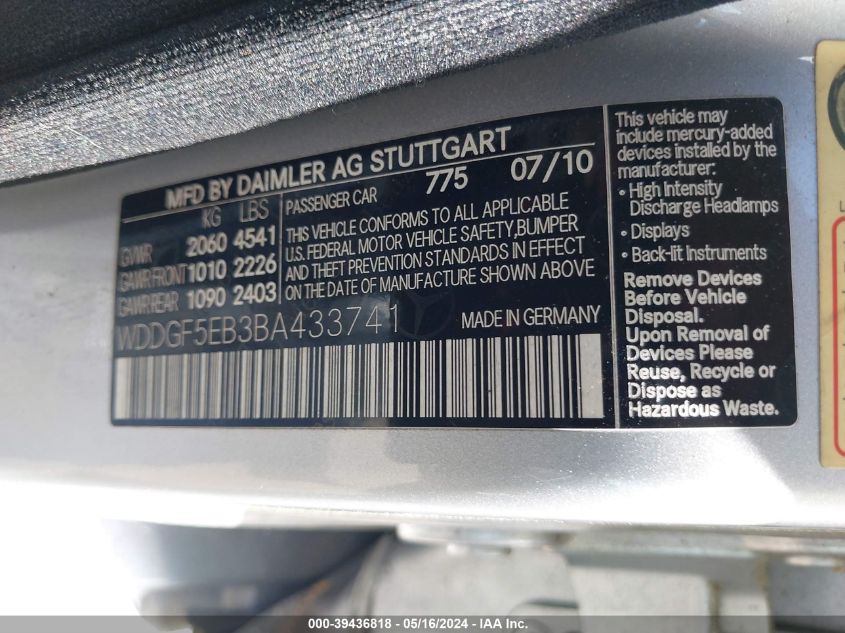 MFD BY DAIMLER AG STUTTGART
KG LBS
GVWR 2060 4541
GAWR FRONT 1010 2226
GAWR REAR 1090 2403
PASSENGER CAR 775 07/10
THIS VEHICLE CONFORMS TO ALL APPLICABLE
U.S. FEDERAL MOTOR VEHICLE SAFETY,BUMPER
AND THEFT PREVENTION STANDARDS IN EFFECT
ON THE DATE OF MANUFACTURE SHOWN ABOVE
WDDGF5EB3BA433741
MADE IN GERMANY
This vehicle may
include mercury-added
devices installed by the
manufacturer:
• High Intensity
Discharge Headlamps
• Displays
• Back-lit Instruments
Remove Devices
Before Vehicle
Disposal.
Upon Removal of
Devices Please
Reuse, Recycle or
Dispose as
Hazardous Waste.
000-39436818 - 05/16/2024 - IAA Inc.